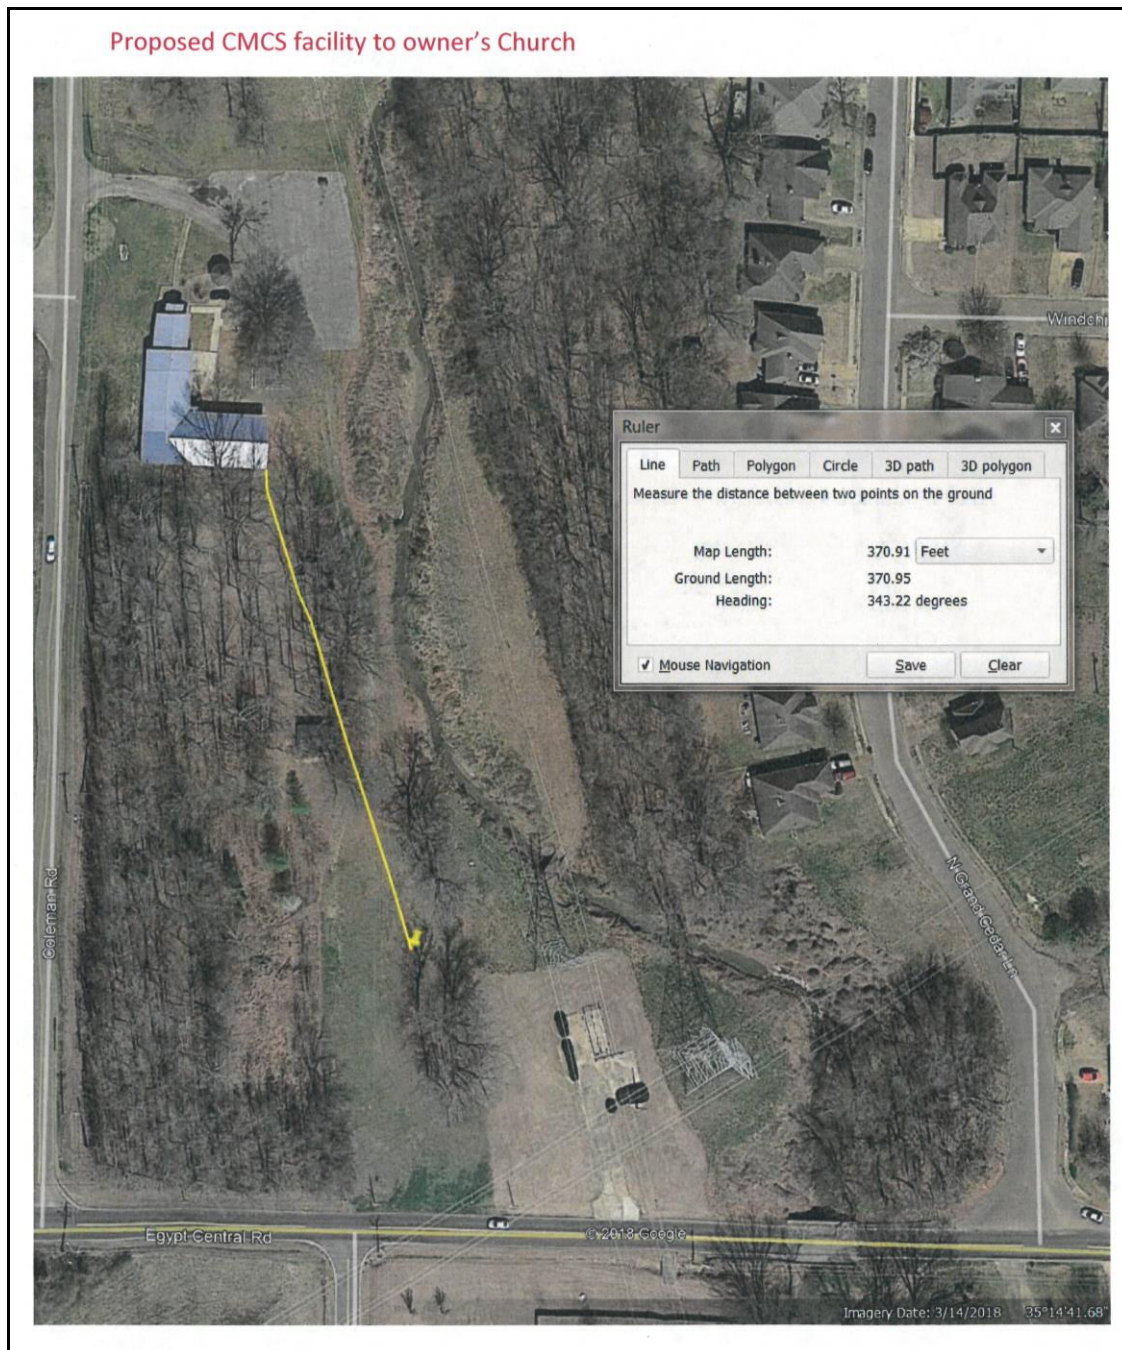 Proposed CMCS facility to owner's Church
Windchi
Ruler
Line Path Polygon Circle 3D path 3D polygon
Measure the distance between two points on the ground
Map Length: 370.91 Feet
Ground Length: 370.95
Heading: 343.22 degrees
Mouse Navigation Save Clear
Coleman Rd
N Grand Cedar Ln
Egypt Central Rd
© 2018 Google
Imagery Date: 3/14/2018 35°14'41.68"